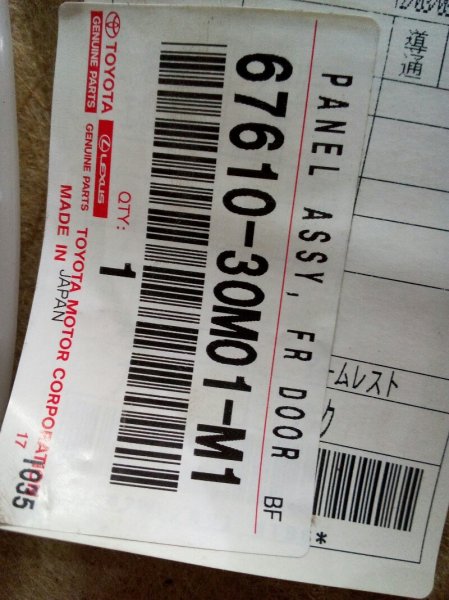 TOYOTA
GENUINE PARTS
LEXUS
GENUINE PARTS
TOYOTA MOTOR CORPORAT
MADE IN JAPAN
17
T035
QTY:
1
67610-30M01-M1
PANEL ASSY, FR DOOR
BF
導通
ームレスト
ク
*